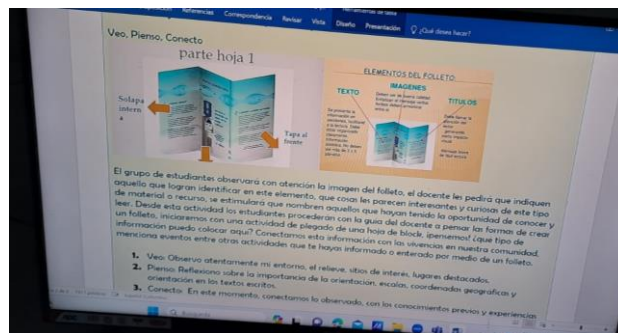 Referencias Correspondencia Revisar Vista Diseño Presentación ¿Qué desea hacer?
Veo, Pienso, Conecto
parte hoja 1
Solapa
intern
a
Tapa al
frente
ELEMENTOS DEL FOLLETO
IMAGENES
TEXTO
TITULOS
El grupo de estudiantes observará con atención la imagen del folleto, el docente les pedirá que indiquen
aquello que logran identificar en este elemento, que cosas les parecen interesantes y curiosas de este tipo
de material o recurso, se estimulará que nombren aquellos que hayan tenido la oportunidad de conocer y
leer. Desde esta actividad los estudiantes procederán con la guía del docente a pensar las formas de crear
un folleto, iniciaremos con una actividad de plegado de una hoja de block, ¡pensemos! ¿que tipo de
información puedo colocar aquí? Conectamos esta información con las vivencias en nuestra comunidad,
menciona eventos entre otras actividades que te hayas informado o enterado por medio de un folleto.
1. Veo: Observo atentamente mi entorno, el relieve, sitios de interés, lugares destacados.
2. Pienso: Reflexiono sobre la importancia de la orientación, escalas, coordenadas geográficas y
orientación en los textos escritos.
3. Conecto: En este momento, conectamos lo observado, con los conocimientos previos y experiencias